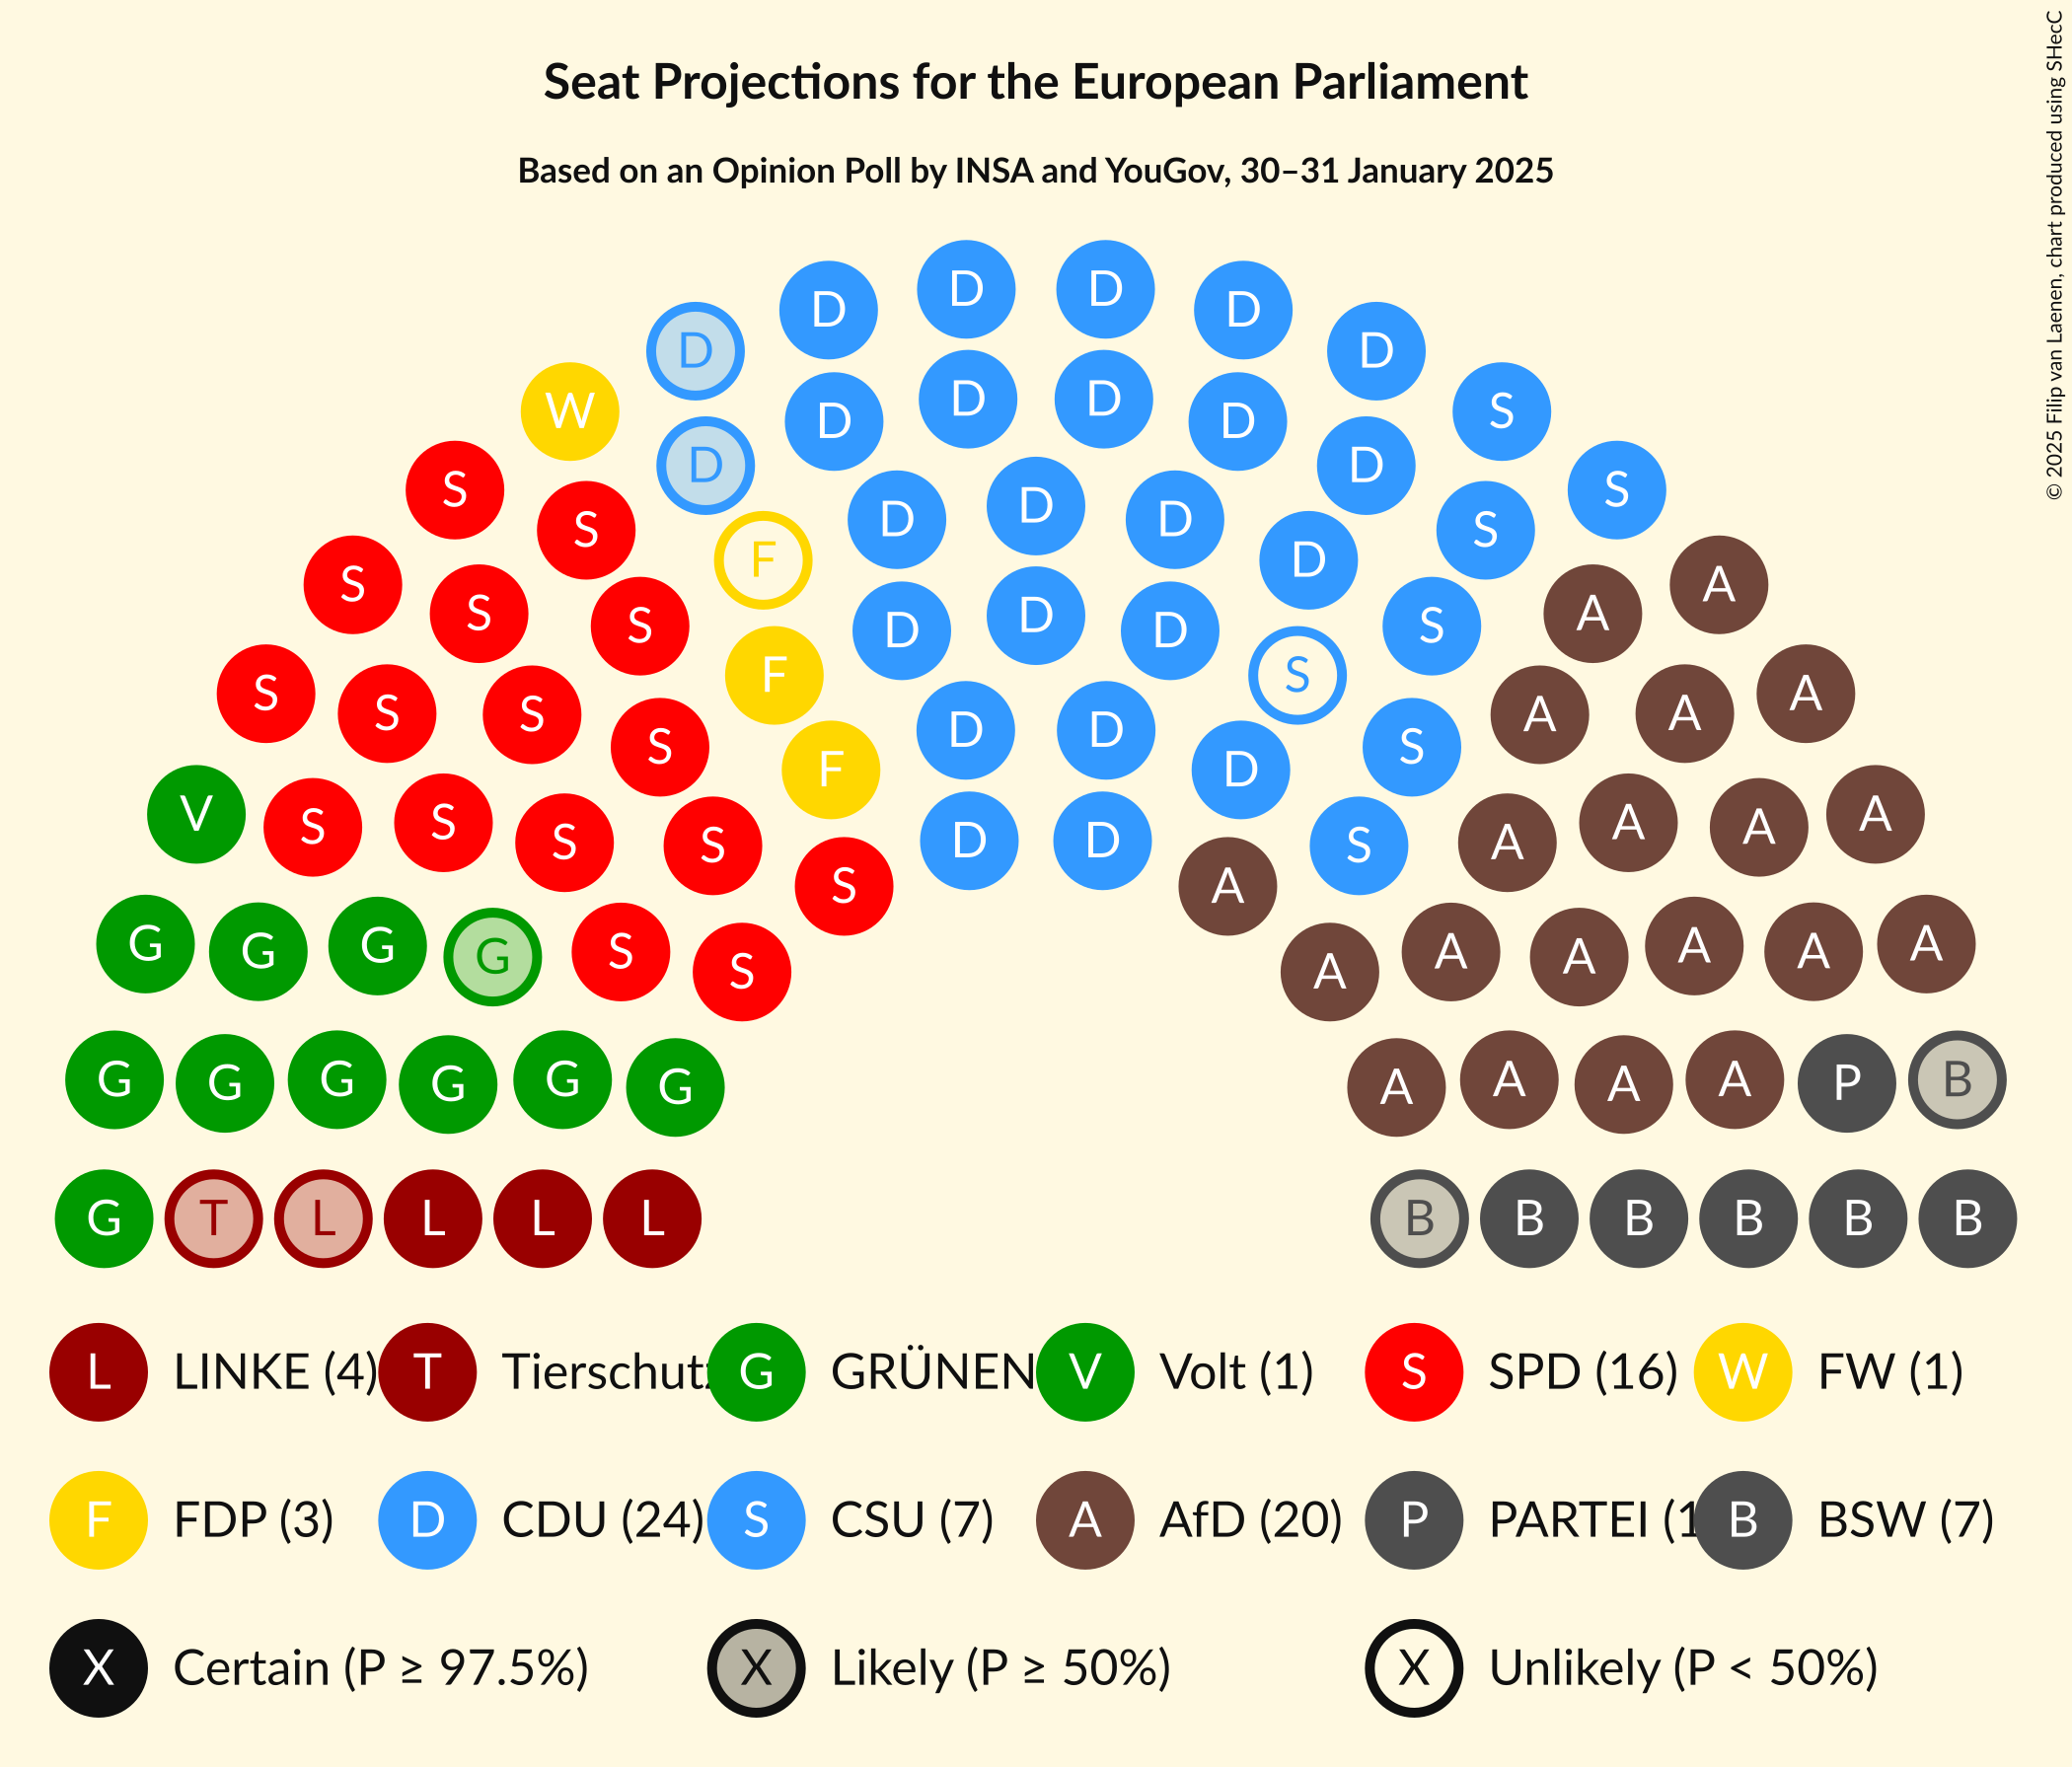 Seat Projections for the European Parliament
Based on an Opinion Poll by INSA and YouGov, 30–31 January 2025
© 2025 Filip van Laenen, chart produced using SHecC
D D D D
D D
W D D D D S
D D
S S
S F D D D D S
S S A A
S S S F D D D S S A A
S S S S
D D S A A A
V S S S S F D D D S A A A A
S D D A
G G G G S S A A A A A A A
G G G G G G A A A A P B
G T L L L L B B B B B B
L LINKE (4) T Tierschutz G GRÜNEN V Volt (1) S SPD (16) W FW (1)
F FDP (3) D CDU (24) S CSU (7) A AfD (20) P PARTEI (1 B BSW (7)
X Certain (P ≥ 97.5%) X Likely (P ≥ 50%) X Unlikely (P < 50%)